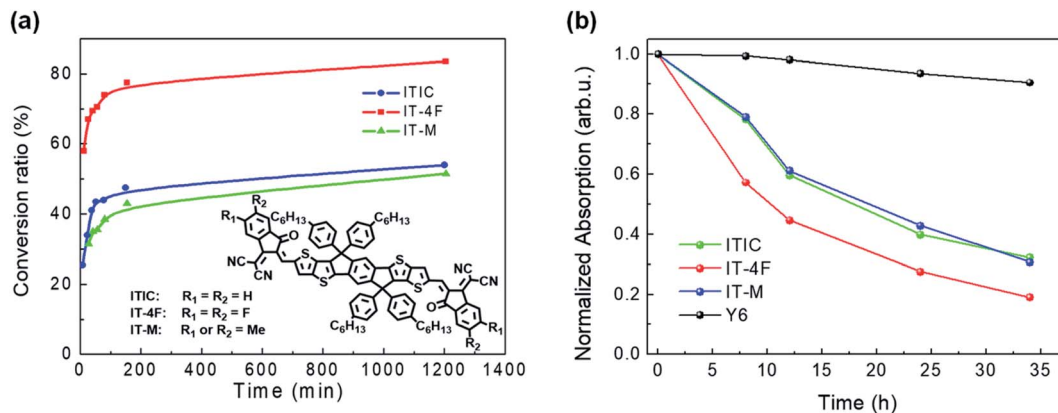 (a)
Conversion ratio (%)
80
60
40
20
0
0 200 400 600 800 1000 1200 1400
Time (min)
ITIC
IT-4F
IT-M
R2
R1
C6H13
C6H13
O
NC
CN
S
S
S
S
NC
CN
O
R1
R2
C6H13
C6H13
ITIC: R1 = R2 = H
IT-4F: R1 = R2 = F
IT-M: R1 or R2 = Me
(b)
Normalized Absorption (arb.u.)
1.0
0.8
0.6
0.4
0.2
0.0
0 5 10 15 20 25 30 35
Time (h)
ITIC
IT-4F
IT-M
Y6